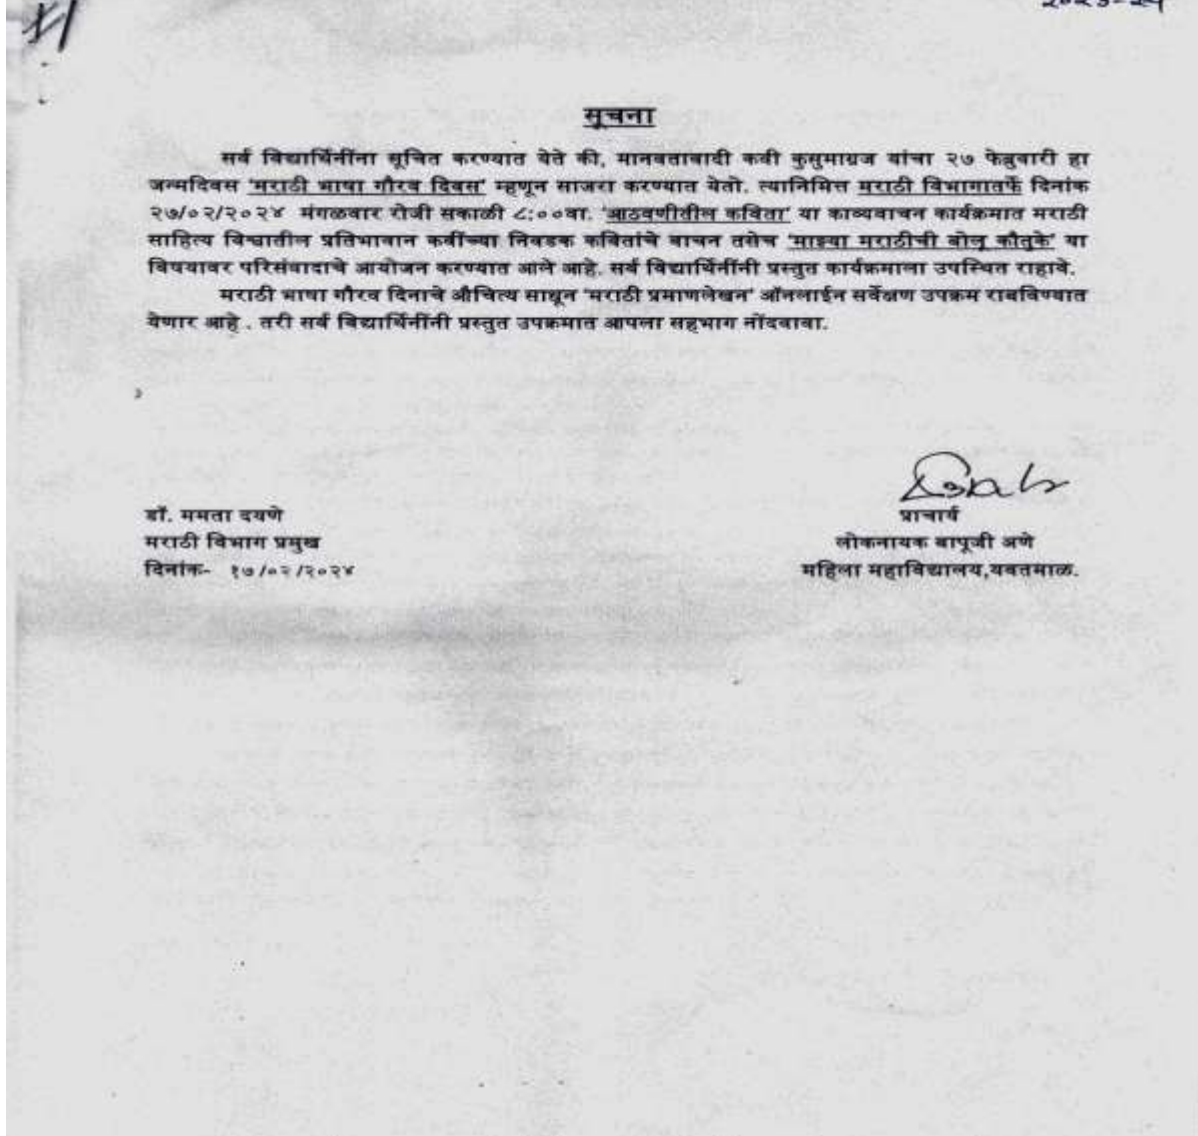 २०२३-२४
सूचना
सर्व विद्यार्थिनींना सूचित करण्यात येते की, मानवतावादी कवी कुसुमाग्रज यांचा २७ फेब्रुवारी हा
जन्मदिवस 'मराठी भाषा गौरव दिवस' म्हणून साजरा करण्यात येतो. त्यानिमित्त मराठी विभागातर्फे दिनांक
२७/०२/२०२४ मंगळवार रोजी सकाळी ८:००वा. 'आठवणीतील कविता' या काव्यवाचन कार्यक्रमात मराठी
साहित्य विश्वातील प्रतिभावान कवींच्या निवडक कवितांचे वाचन तसेच 'माझ्या मराठीची बोलू कौतुके' या
विषयावर परिसंवादाचे आयोजन करण्यात आले आहे. सर्व विद्यार्थिनींनी प्रस्तुत कार्यक्रमाला उपस्थित राहावे.
मराठी भाषा गौरव दिनाचे औचित्य साधून 'मराठी प्रमाणलेखन' ऑनलाईन सर्वेक्षण उपक्रम राबविण्यात
येणार आहे . तरी सर्व विद्यार्थिनींनी प्रस्तुत उपक्रमात आपला सहभाग नोंदवावा.
डॉ. ममता दयणे
मराठी विभाग प्रमुख
दिनांक- १७/०२/२०२४
प्राचार्य
लोकनायक बापूजी अणे
महिला महाविद्यालय,यवतमाळ.